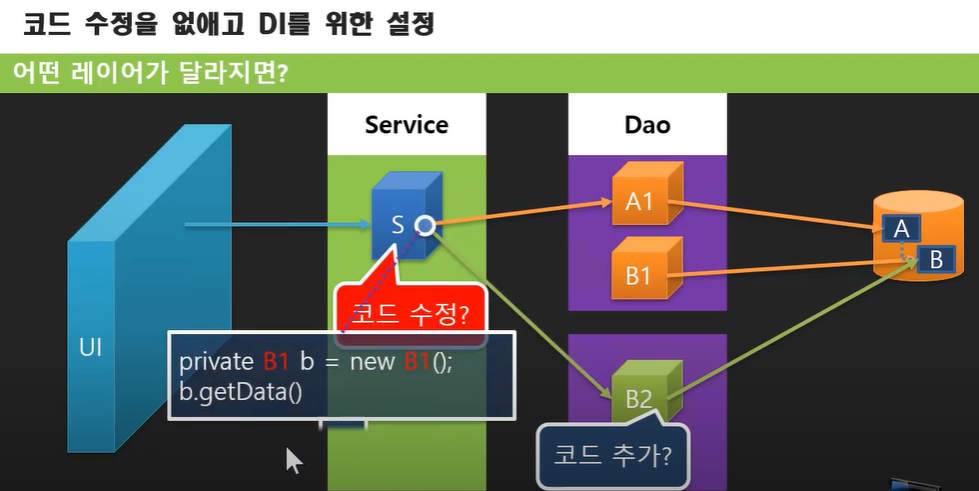 코드 수정을 없애고 DI를 위한 설정
어떤 레이어가 달라지면?
Service
Dao
UI
S
A1
B1
A
B
코드 수정?
private B1 b = new B1();
b.getData()
B2
코드 추가?